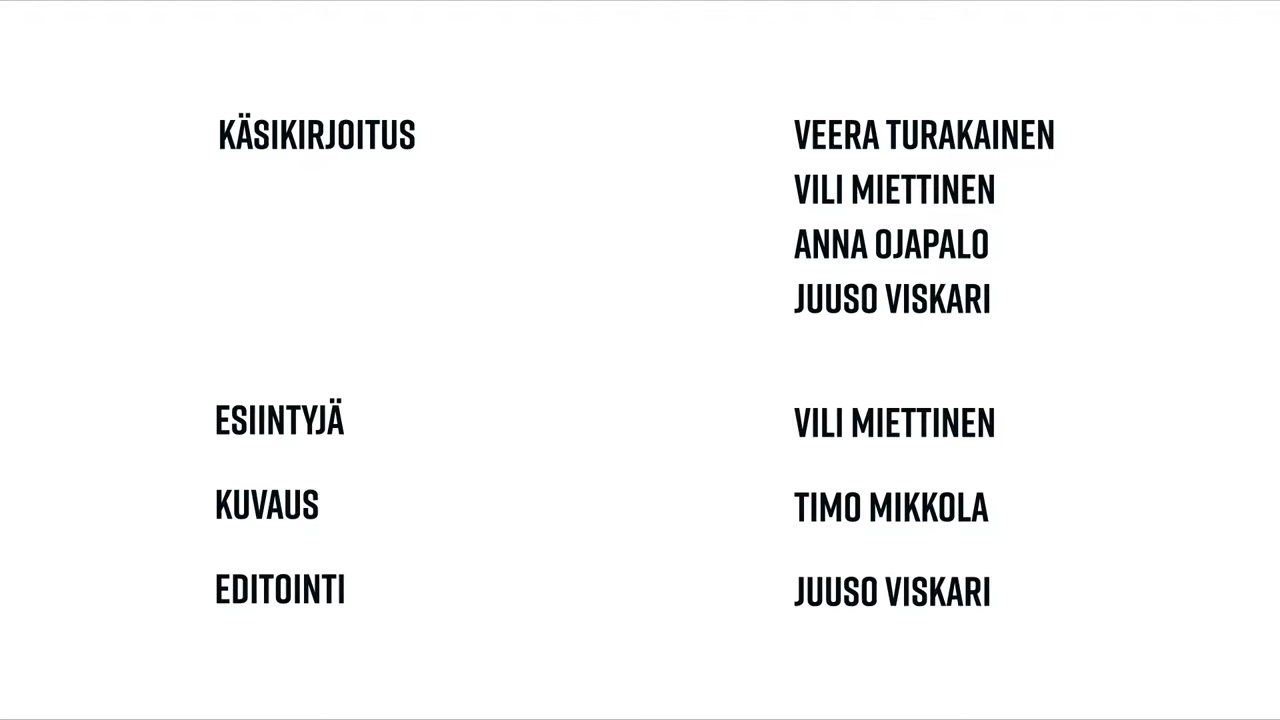 KÄSIKIRJOITUS VEERA TURAKAINEN
VILI MIETTINEN
ANNA OJAPALO
JUUSO VISKARI
ESIINTYJÄ VILI MIETTINEN
KUVAUS TIMO MIKKOLA
EDITOINTI JUUSO VISKARI